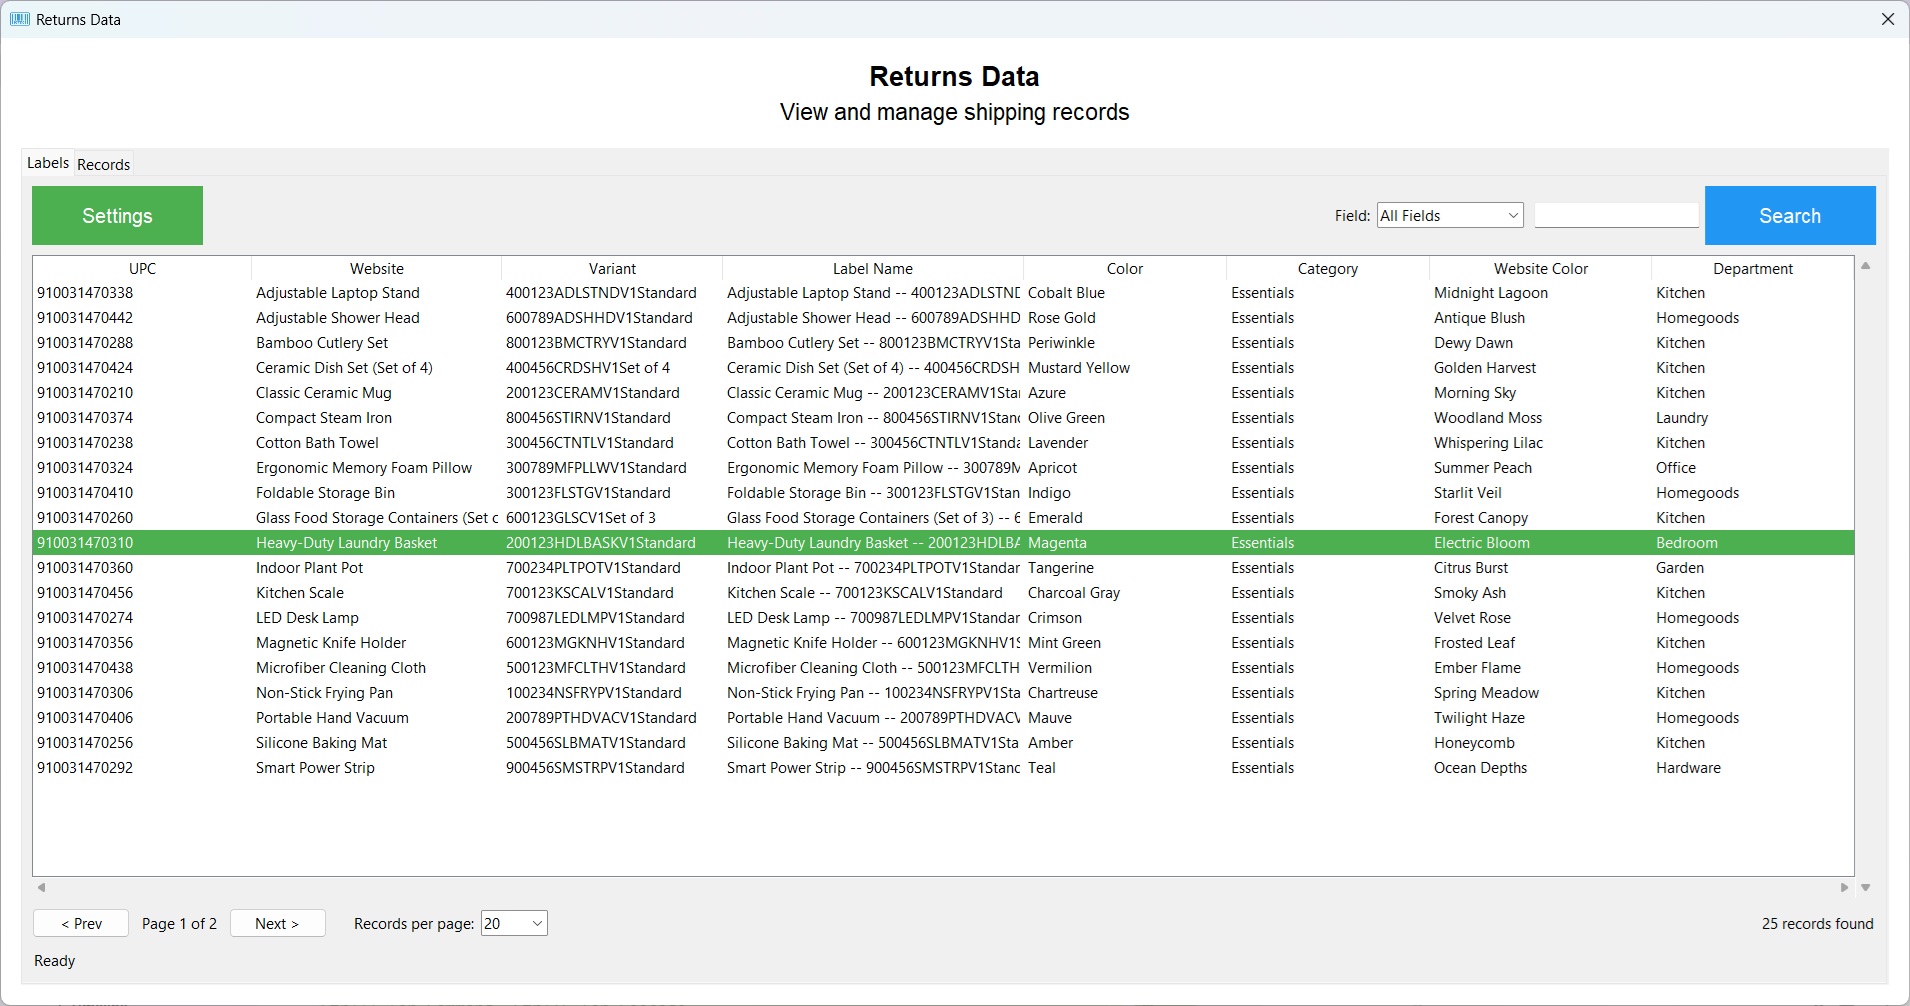 Returns Data
Returns Data
View and manage shipping records
Labels Records
Settings Field: All Fields Search
UPC Website Variant Label Name Color Category Website Color Department
910031470338 Adjustable Laptop Stand 400123ADLSTNDV1Standard Adjustable Laptop Stand -- 400123ADLSTND Cobalt Blue Essentials Midnight Lagoon Kitchen
910031470442 Adjustable Shower Head 600789ADSHHDV1Standard Adjustable Shower Head -- 600789ADSHHD Rose Gold Essentials Antique Blush Homegoods
910031470288 Bamboo Cutlery Set 800123BMCTRYV1Standard Bamboo Cutlery Set -- 800123BMCTRYV1Sta Periwinkle Essentials Dewy Dawn Kitchen
910031470424 Ceramic Dish Set (Set of 4) 400456CRDSHV1Set of 4 Ceramic Dish Set (Set of 4) -- 400456CRDSH Mustard Yellow Essentials Golden Harvest Kitchen
910031470210 Classic Ceramic Mug 200123CERAMV1Standard Classic Ceramic Mug -- 200123CERAMV1Sta Azure Essentials Morning Sky Kitchen
910031470374 Compact Steam Iron 800456STIRNV1Standard Compact Steam Iron -- 800456STIRNV1Stand Olive Green Essentials Woodland Moss Laundry
910031470238 Cotton Bath Towel 300456CTNTLV1Standard Cotton Bath Towel -- 300456CTNTLV1Standa Lavender Essentials Whispering Lilac Kitchen
910031470324 Ergonomic Memory Foam Pillow 300789MFPLLWV1Standard Ergonomic Memory Foam Pillow -- 300789M Apricot Essentials Summer Peach Office
910031470410 Foldable Storage Bin 300123FLSTGV1Standard Foldable Storage Bin -- 300123FLSTGV1Stan Indigo Essentials Starlit Veil Homegoods
910031470260 Glass Food Storage Containers (Set o 600123GLSCV1Set of 3 Glass Food Storage Containers (Set of 3) -- 6 Emerald Essentials Forest Canopy Kitchen
910031470310 Heavy-Duty Laundry Basket 200123HDLBASKV1Standard Heavy-Duty Laundry Basket -- 200123HDLBA Magenta Essentials Electric Bloom Bedroom
910031470360 Indoor Plant Pot 700234PLTPOTV1Standard Indoor Plant Pot -- 700234PLTPOTV1Standar Tangerine Essentials Citrus Burst Garden
910031470456 Kitchen Scale 700123KSCALV1Standard Kitchen Scale -- 700123KSCALV1Standard Charcoal Gray Essentials Smoky Ash Kitchen
910031470274 LED Desk Lamp 700987LEDLMPV1Standard LED Desk Lamp -- 700987LEDLMPV1Standar Crimson Essentials Velvet Rose Homegoods
910031470356 Magnetic Knife Holder 600123MGKNHV1Standard Magnetic Knife Holder -- 600123MGKNHV1S Mint Green Essentials Frosted Leaf Kitchen
910031470438 Microfiber Cleaning Cloth 500123MFCLTHV1Standard Microfiber Cleaning Cloth -- 500123MFCLTH Vermilion Essentials Ember Flame Homegoods
910031470306 Non-Stick Frying Pan 100234NSFRYPV1Standard Non-Stick Frying Pan -- 100234NSFRYPV1Sta Chartreuse Essentials Spring Meadow Kitchen
910031470406 Portable Hand Vacuum 200789PTHDVACV1Standard Portable Hand Vacuum -- 200789PTHDVACV Mauve Essentials Twilight Haze Homegoods
910031470256 Silicone Baking Mat 500456SLBMATV1Standard Silicone Baking Mat -- 500456SLBMATV1Sta Amber Essentials Honeycomb Kitchen
910031470292 Smart Power Strip 900456SMSTRPV1Standard Smart Power Strip -- 900456SMSTRPV1Stanc Teal Essentials Ocean Depths Hardware
< Prev Page 1 of 2 Next > Records per page: 20 25 records found
Ready